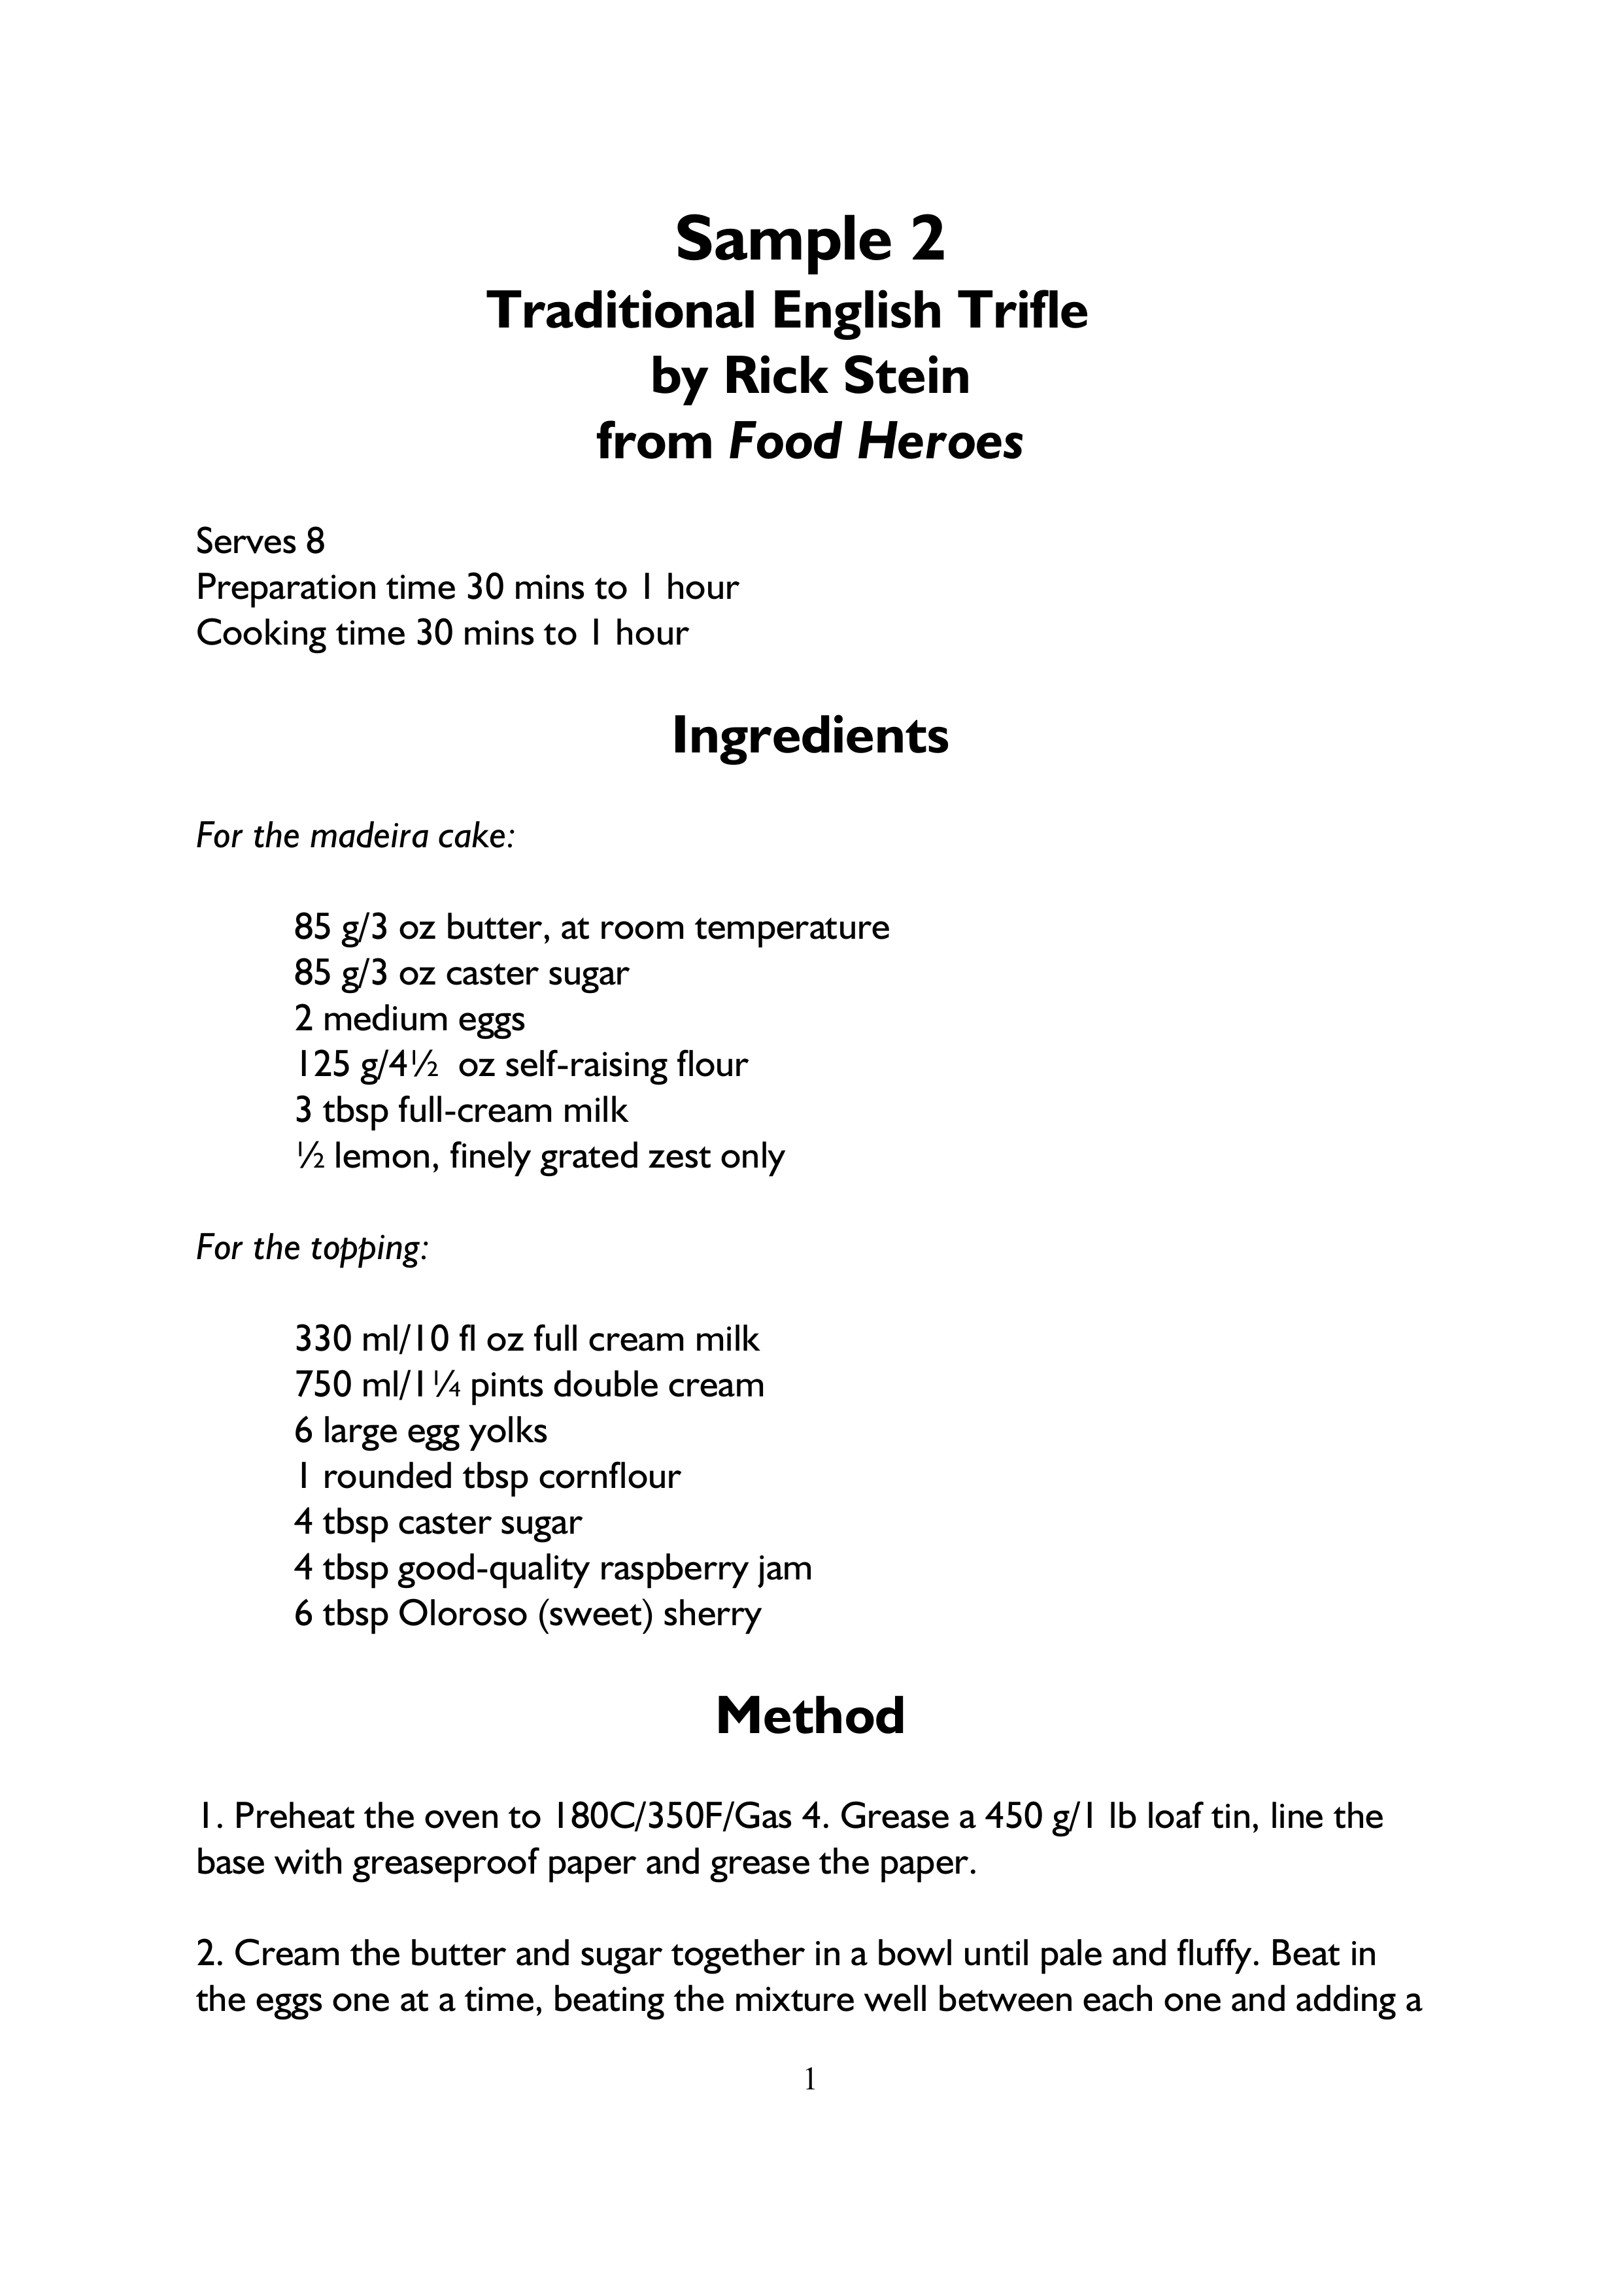 Sample 2
Traditional English Trifle
by Rick Stein
from Food Heroes
Serves 8
Preparation time 30 mins to 1 hour
Cooking time 30 mins to 1 hour
Ingredients
For the madeira cake:
85 g/3 oz butter, at room temperature
85 g/3 oz caster sugar
2 medium eggs
125 g/4½  oz self-raising flour
3 tbsp full-cream milk
½ lemon, finely grated zest only
For the topping:
330 ml/10 fl oz full cream milk
750 ml/1¼ pints double cream
6 large egg yolks
1 rounded tbsp cornflour
4 tbsp caster sugar
4 tbsp good-quality raspberry jam
6 tbsp Oloroso (sweet) sherry
Method
1. Preheat the oven to 180C/350F/Gas 4. Grease a 450 g/1 lb loaf tin, line the
base with greaseproof paper and grease the paper.
2. Cream the butter and sugar together in a bowl until pale and fluffy. Beat in
the eggs one at a time, beating the mixture well between each one and adding a
1